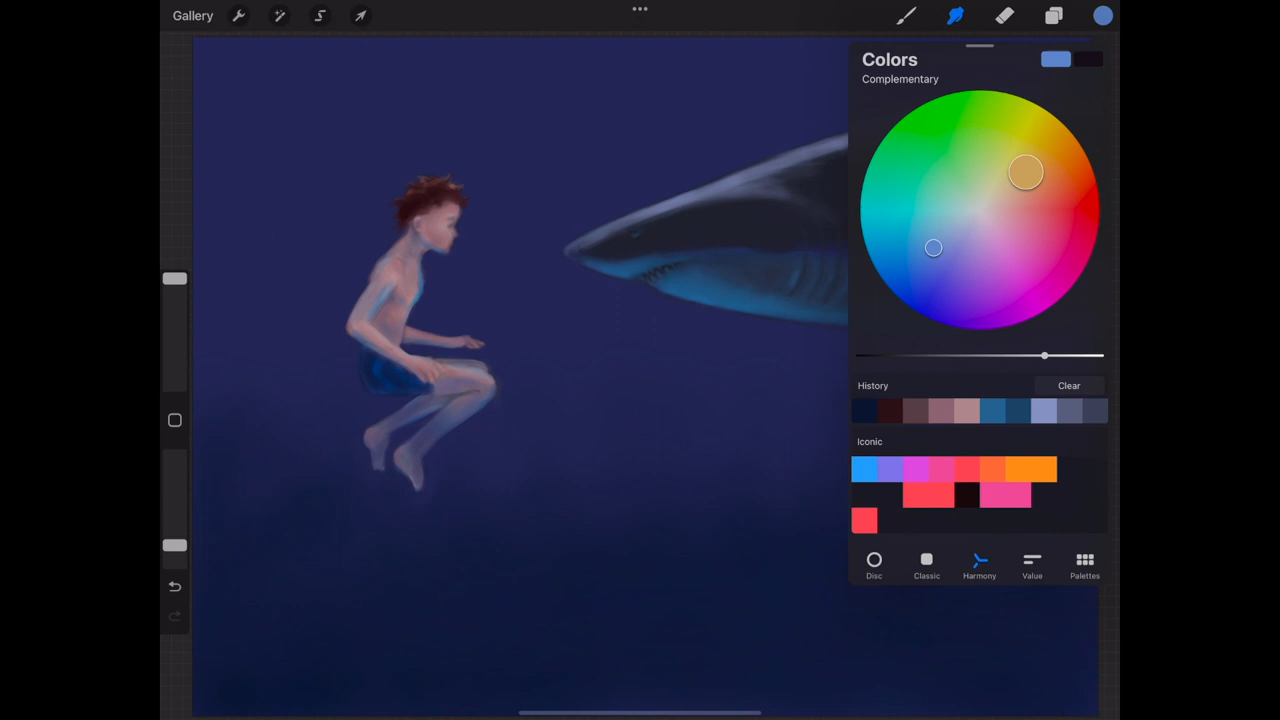 Gallery
Colors
Complementary
History
Clear
Iconic
Disc
Classic
Harmony
Value
Palettes